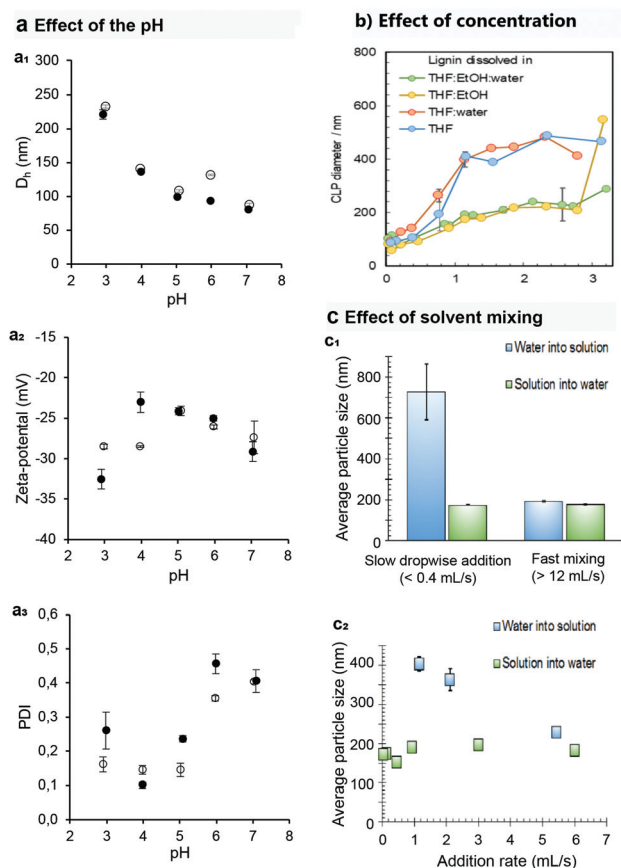 a Effect of the pH
a₁
300
250
200
150
100
50
0
Dₕ (nm)
2 3 4 5 6 7 8
pH
a₂
-15
-20
-25
-30
-35
-40
Zeta-potential (mV)
2 3 4 5 6 7 8
pH
a₃
0,6
0,5
0,4
0,3
0,2
0,1
0,0
PDI
2 3 4 5 6 7 8
pH
b) Effect of concentration
800
600
400
200
0
CLP diameter / nm
Lignin dissolved in
THF:EtOH:water
THF:EtOH
THF:water
THF
0 1 2 3
C Effect of solvent mixing
c₁
Water into solution
Solution into water
800
600
400
200
0
Average particle size (nm)
Slow dropwise addition
(< 0.4 mL/s)
Fast mixing
(> 12 mL/s)
c₂
Water into solution
Solution into water
400
300
200
100
0
Average particle size (nm)
0 1 2 3 4 5 6 7
Addition rate (mL/s)